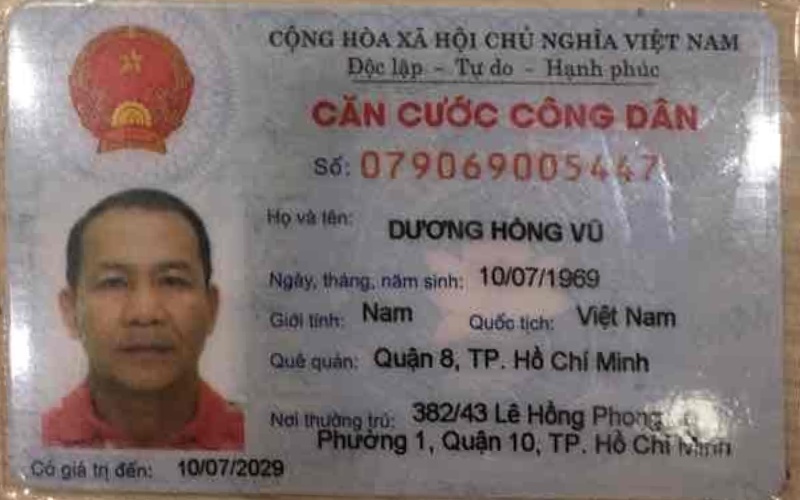 CỘNG HÒA XÃ HỘI CHỦ NGHĨA VIỆT NAM
Độc lập - Tự do - Hạnh phúc
CĂN CƯỚC CÔNG DÂN
Số: 079069005447
Họ và tên: DƯƠNG HỒNG VŨ
Ngày, tháng, năm sinh: 10/07/1969
Giới tính: Nam Quốc tịch: Việt Nam
Quê quán: Quận 8, TP. Hồ Chí Minh
Nơi thường trú: 382/43 Lê Hồng Phong
Phường 1, Quận 10, TP. Hồ Chí Minh
Có giá trị đến: 10/07/2029